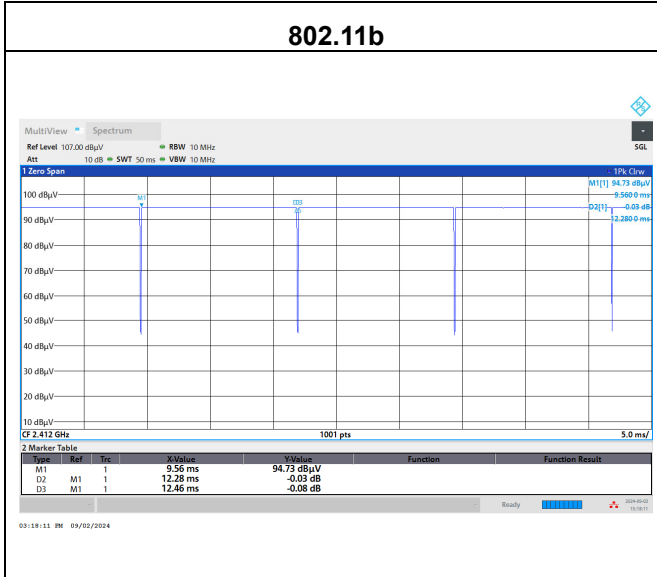 802.11b
MultiView Spectrum
Ref Level 107.00 dBµV RBW 10 MHz SGL
Att 10 dB SWT 50 ms VBW 10 MHz
1 Zero Span 1Pk Clrw
M1[1] 94.73 dBµV
9.5600 ms
D2[1] -0.03 dB
12.2800 ms
M1
D3
100 dBµV
90 dBµV
80 dBµV
70 dBµV
60 dBµV
50 dBµV
40 dBµV
30 dBµV
20 dBµV
10 dBµV
CF 2.412 GHz 1001 pts 5.0 ms/
2 Marker Table
Type Ref Trc X-Value Y-Value Function Function Result
M1 1 9.56 ms 94.73 dBµV
D2 M1 1 12.28 ms -0.03 dB
D3 M1 1 12.46 ms -0.08 dB
Ready 2024-09-02
15:18:11
03:18:11 PM 09/02/2024